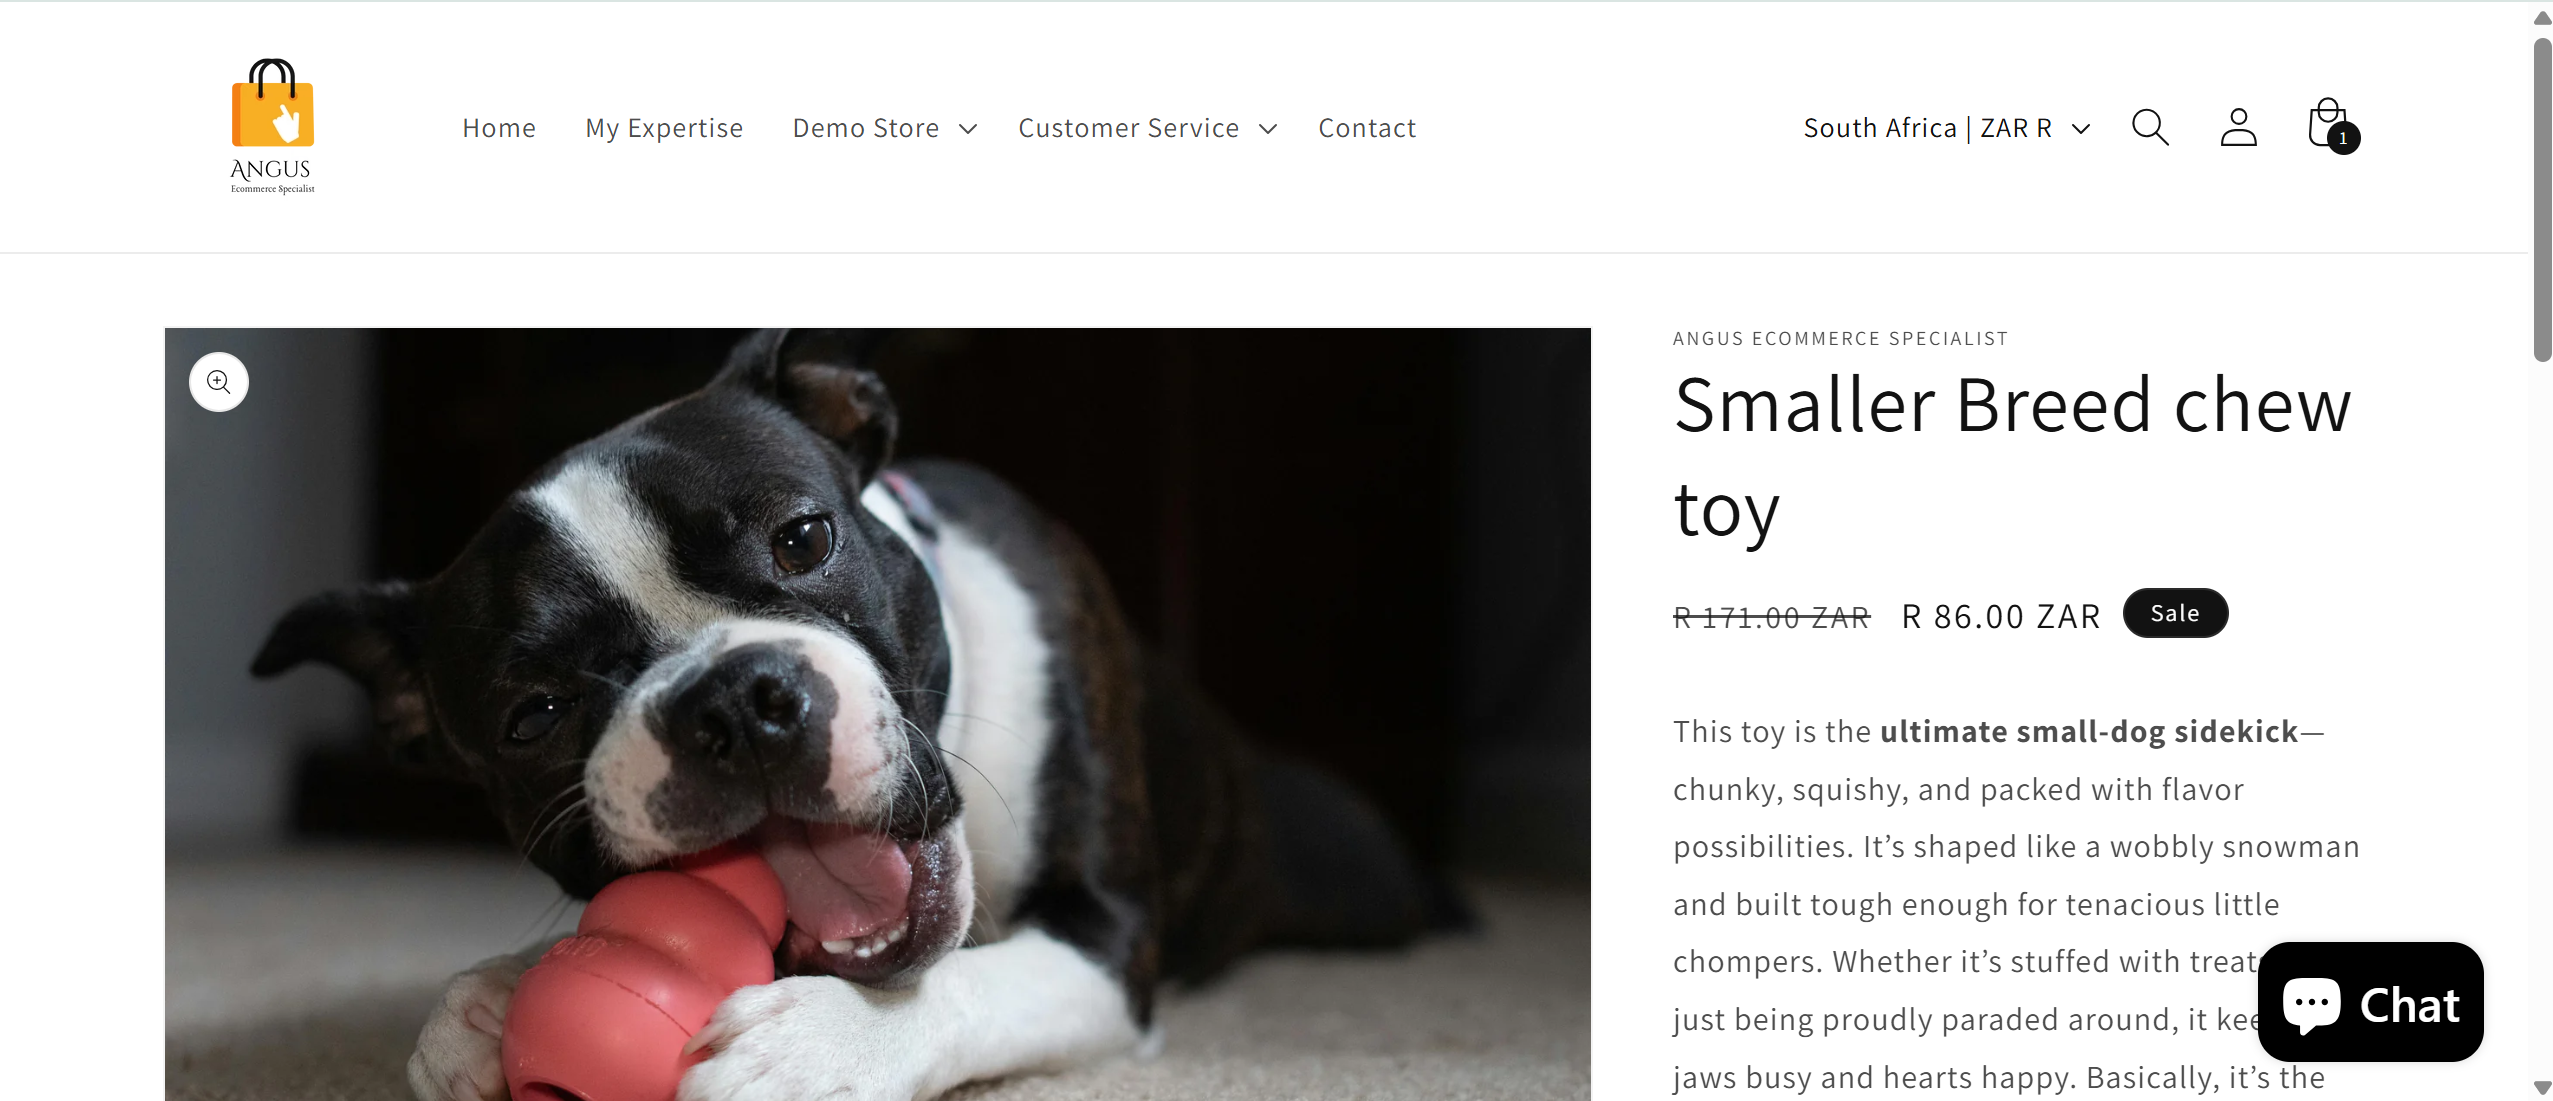 ANGUS
Ecommerce Specialist
Home My Expertise Demo Store Customer Service Contact
South Africa | ZAR R
1
ANGUS ECOMMERCE SPECIALIST
Smaller Breed chew
toy
R 171.00 ZAR R 86.00 ZAR Sale
This toy is the ultimate small-dog sidekick—
chunky, squishy, and packed with flavor
possibilities. It’s shaped like a wobbly snowman
and built tough enough for tenacious little
chompers. Whether it’s stuffed with
just being proudly paraded around, it
jaws busy and hearts happy. Basically, it’s the
Chat